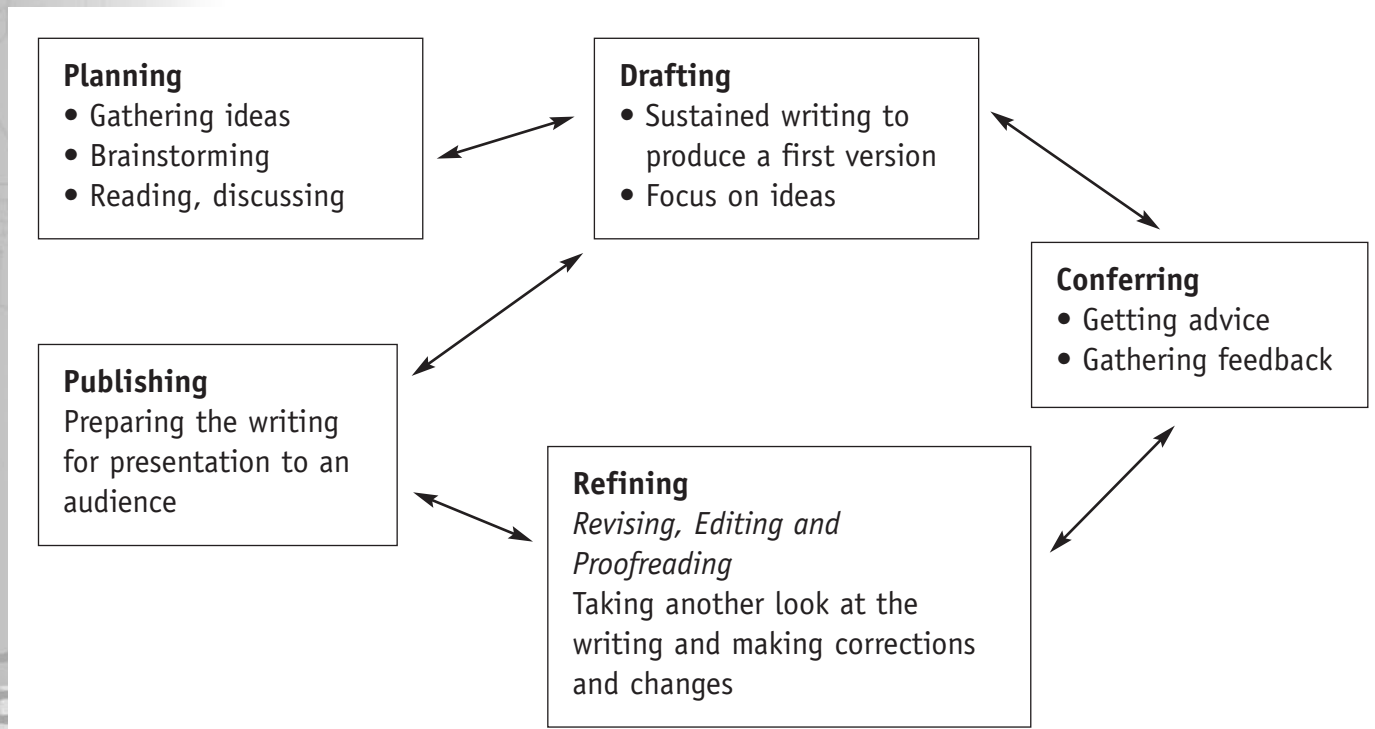 Planning
• Gathering ideas
• Brainstorming
• Reading, discussing
Drafting
• Sustained writing to
produce a first version
• Focus on ideas
Conferring
• Getting advice
• Gathering feedback
Publishing
Preparing the writing
for presentation to an
audience
Refining
Revising, Editing and
Proofreading
Taking another look at the
writing and making corrections
and changes